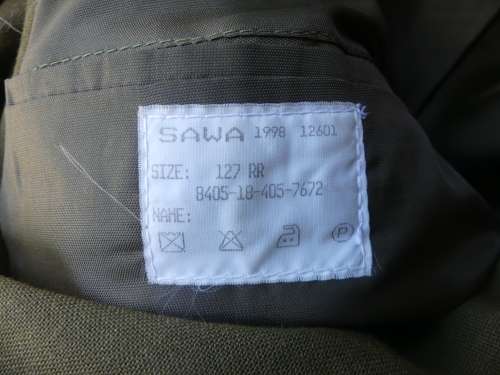 SAWA 1998 12601
SIZE: 127 RR
8405-18-405-7672
NAME:
P